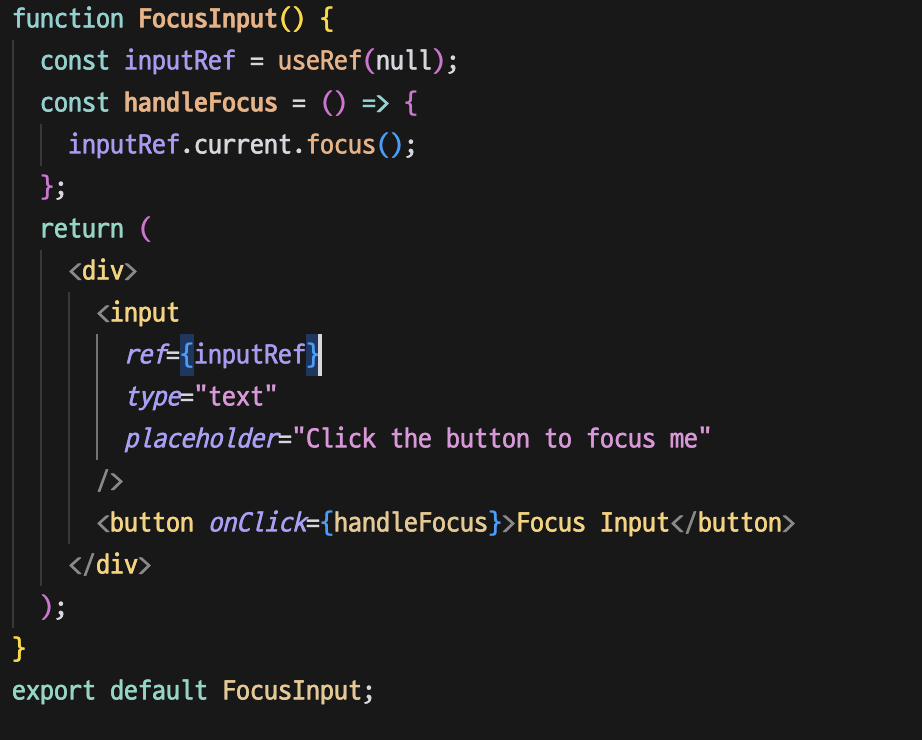 function FocusInput() {
const inputRef = useRef(null);
const handleFocus = () => {
inputRef.current.focus();
};
return (
<div>
<input
ref={inputRef}
type="text"
placeholder="Click the button to focus me"
/>
<button onClick={handleFocus}>Focus Input</button>
</div>
);
}
export default FocusInput;